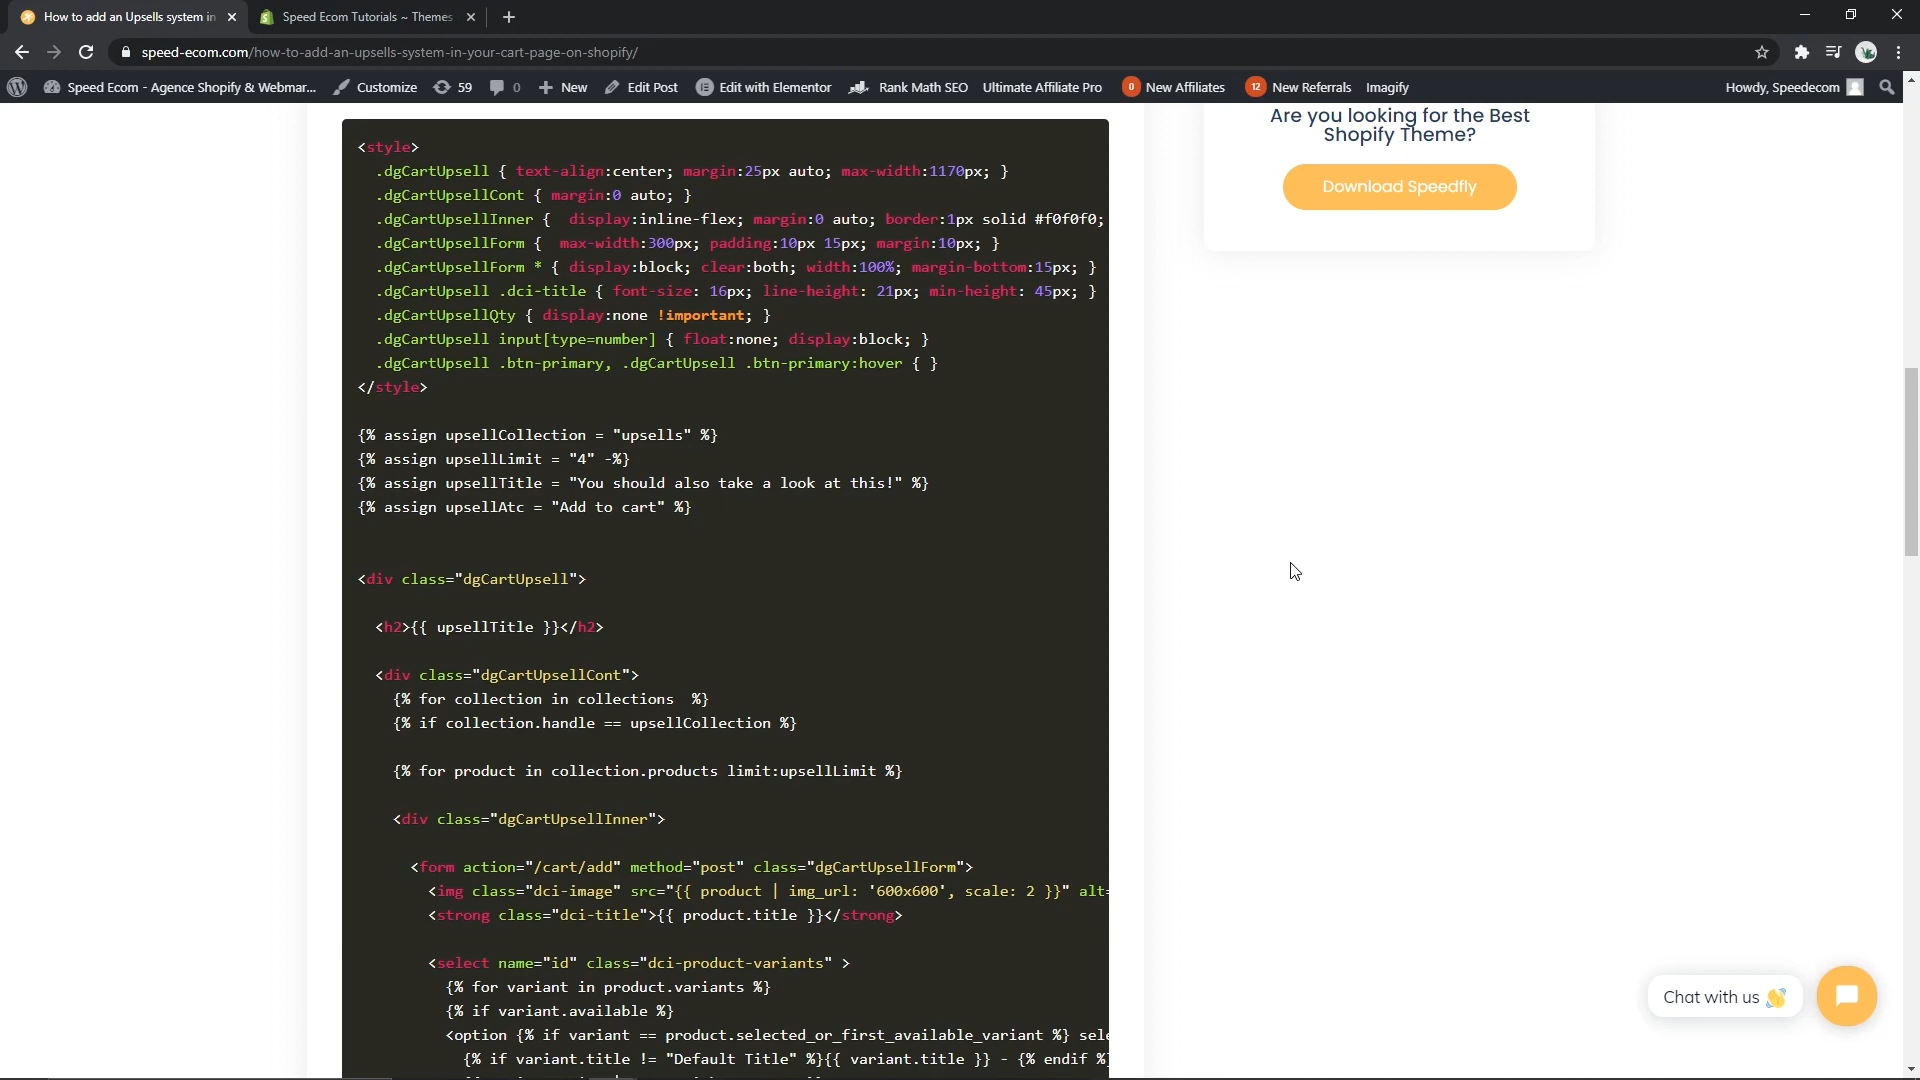 How to add an Upsells system in
Speed Ecom Tutorials ~ Themes
speed-ecom.com/how-to-add-an-upsells-system-in-your-cart-page-on-shopify/
Speed Ecom - Agence Shopify & Webmar...
Customize
59
0
New
Edit Post
Edit with Elementor
Rank Math SEO
Ultimate Affiliate Pro
0 New Affiliates
12 New Referrals
Imagify
Howdy, Speedecom
<style>
.dgCartUpsell { text-align:center; margin:25px auto; max-width:1170px; }
.dgCartUpsellCont { margin:0 auto; }
.dgCartUpsellInner {  display:inline-flex; margin:0 auto; border:1px solid #f0f0f0;
.dgCartUpsellForm {  max-width:300px; padding:10px 15px; margin:10px; }
.dgCartUpsellForm * { display:block; clear:both; width:100%; margin-bottom:15px; }
.dgCartUpsell .dci-title { font-size: 16px; line-height: 21px; min-height: 45px; }
.dgCartUpsellQty { display:none !important; }
.dgCartUpsell input[type=number] { float:none; display:block; }
.dgCartUpsell .btn-primary, .dgCartUpsell .btn-primary:hover { }
</style>
{% assign upsellCollection = "upsells" %}
{% assign upsellLimit = "4" -%}
{% assign upsellTitle = "You should also take a look at this!" %}
{% assign upsellAtc = "Add to cart" %}
<div class="dgCartUpsell">
<h2>{{ upsellTitle }}</h2>
<div class="dgCartUpsellCont">
{% for collection in collections  %}
{% if collection.handle == upsellCollection %}
{% for product in collection.products limit:upsellLimit %}
<div class="dgCartUpsellInner">
<form action="/cart/add" method="post" class="dgCartUpsellForm">
<img class="dci-image" src="{{ product | img_url: '600x600', scale: 2 }}" alt=
<strong class="dci-title">{{ product.title }}</strong>
<select name="id" class="dci-product-variants" >
{% for variant in product.variants %}
{% if variant.available %}
<option {% if variant == product.selected_or_first_available_variant %} sele
{% if variant.title != "Default Title" %}{{ variant.title }} - {% endif %}
Are you looking for the Best
Shopify Theme?
Download Speedfly
Chat with us 👋